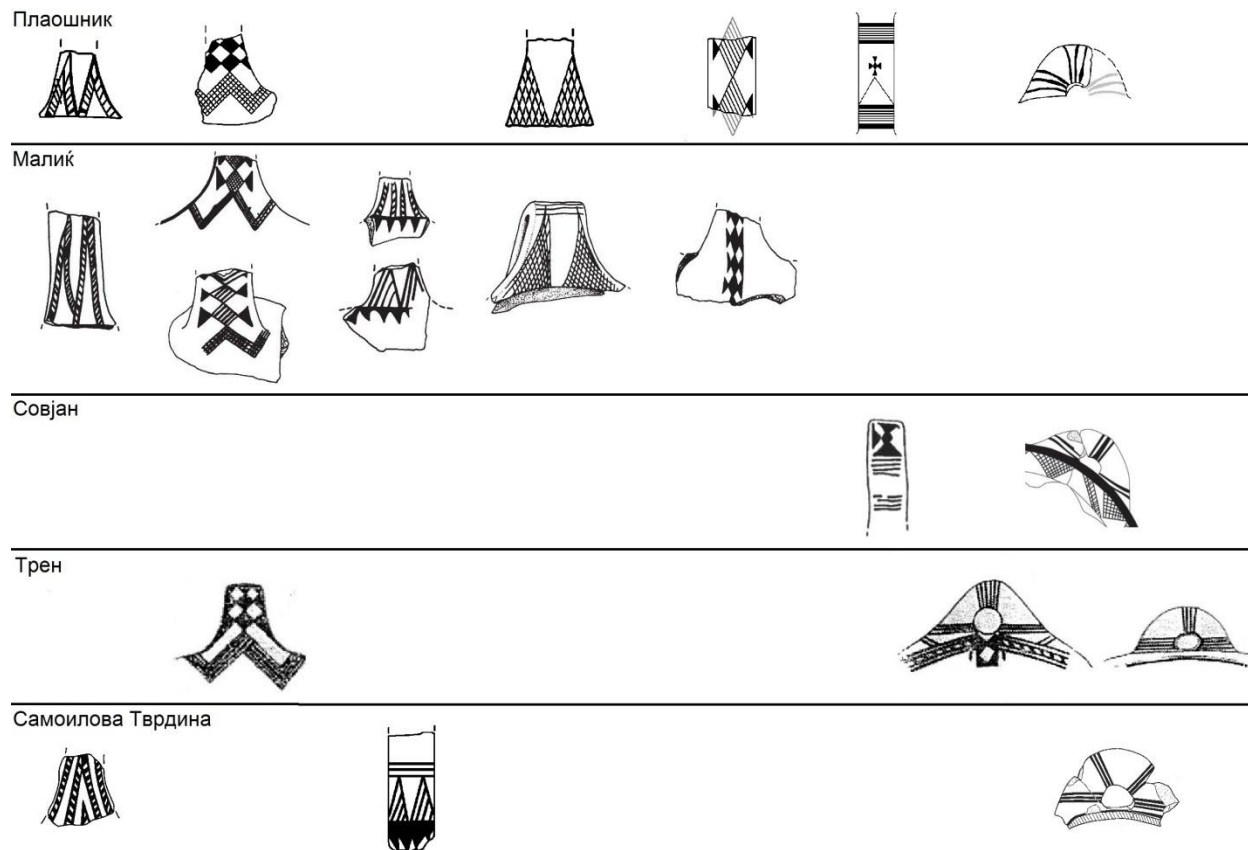 Плаошник
Малиќ
Совјан
Трен
Самоилова Тврдина